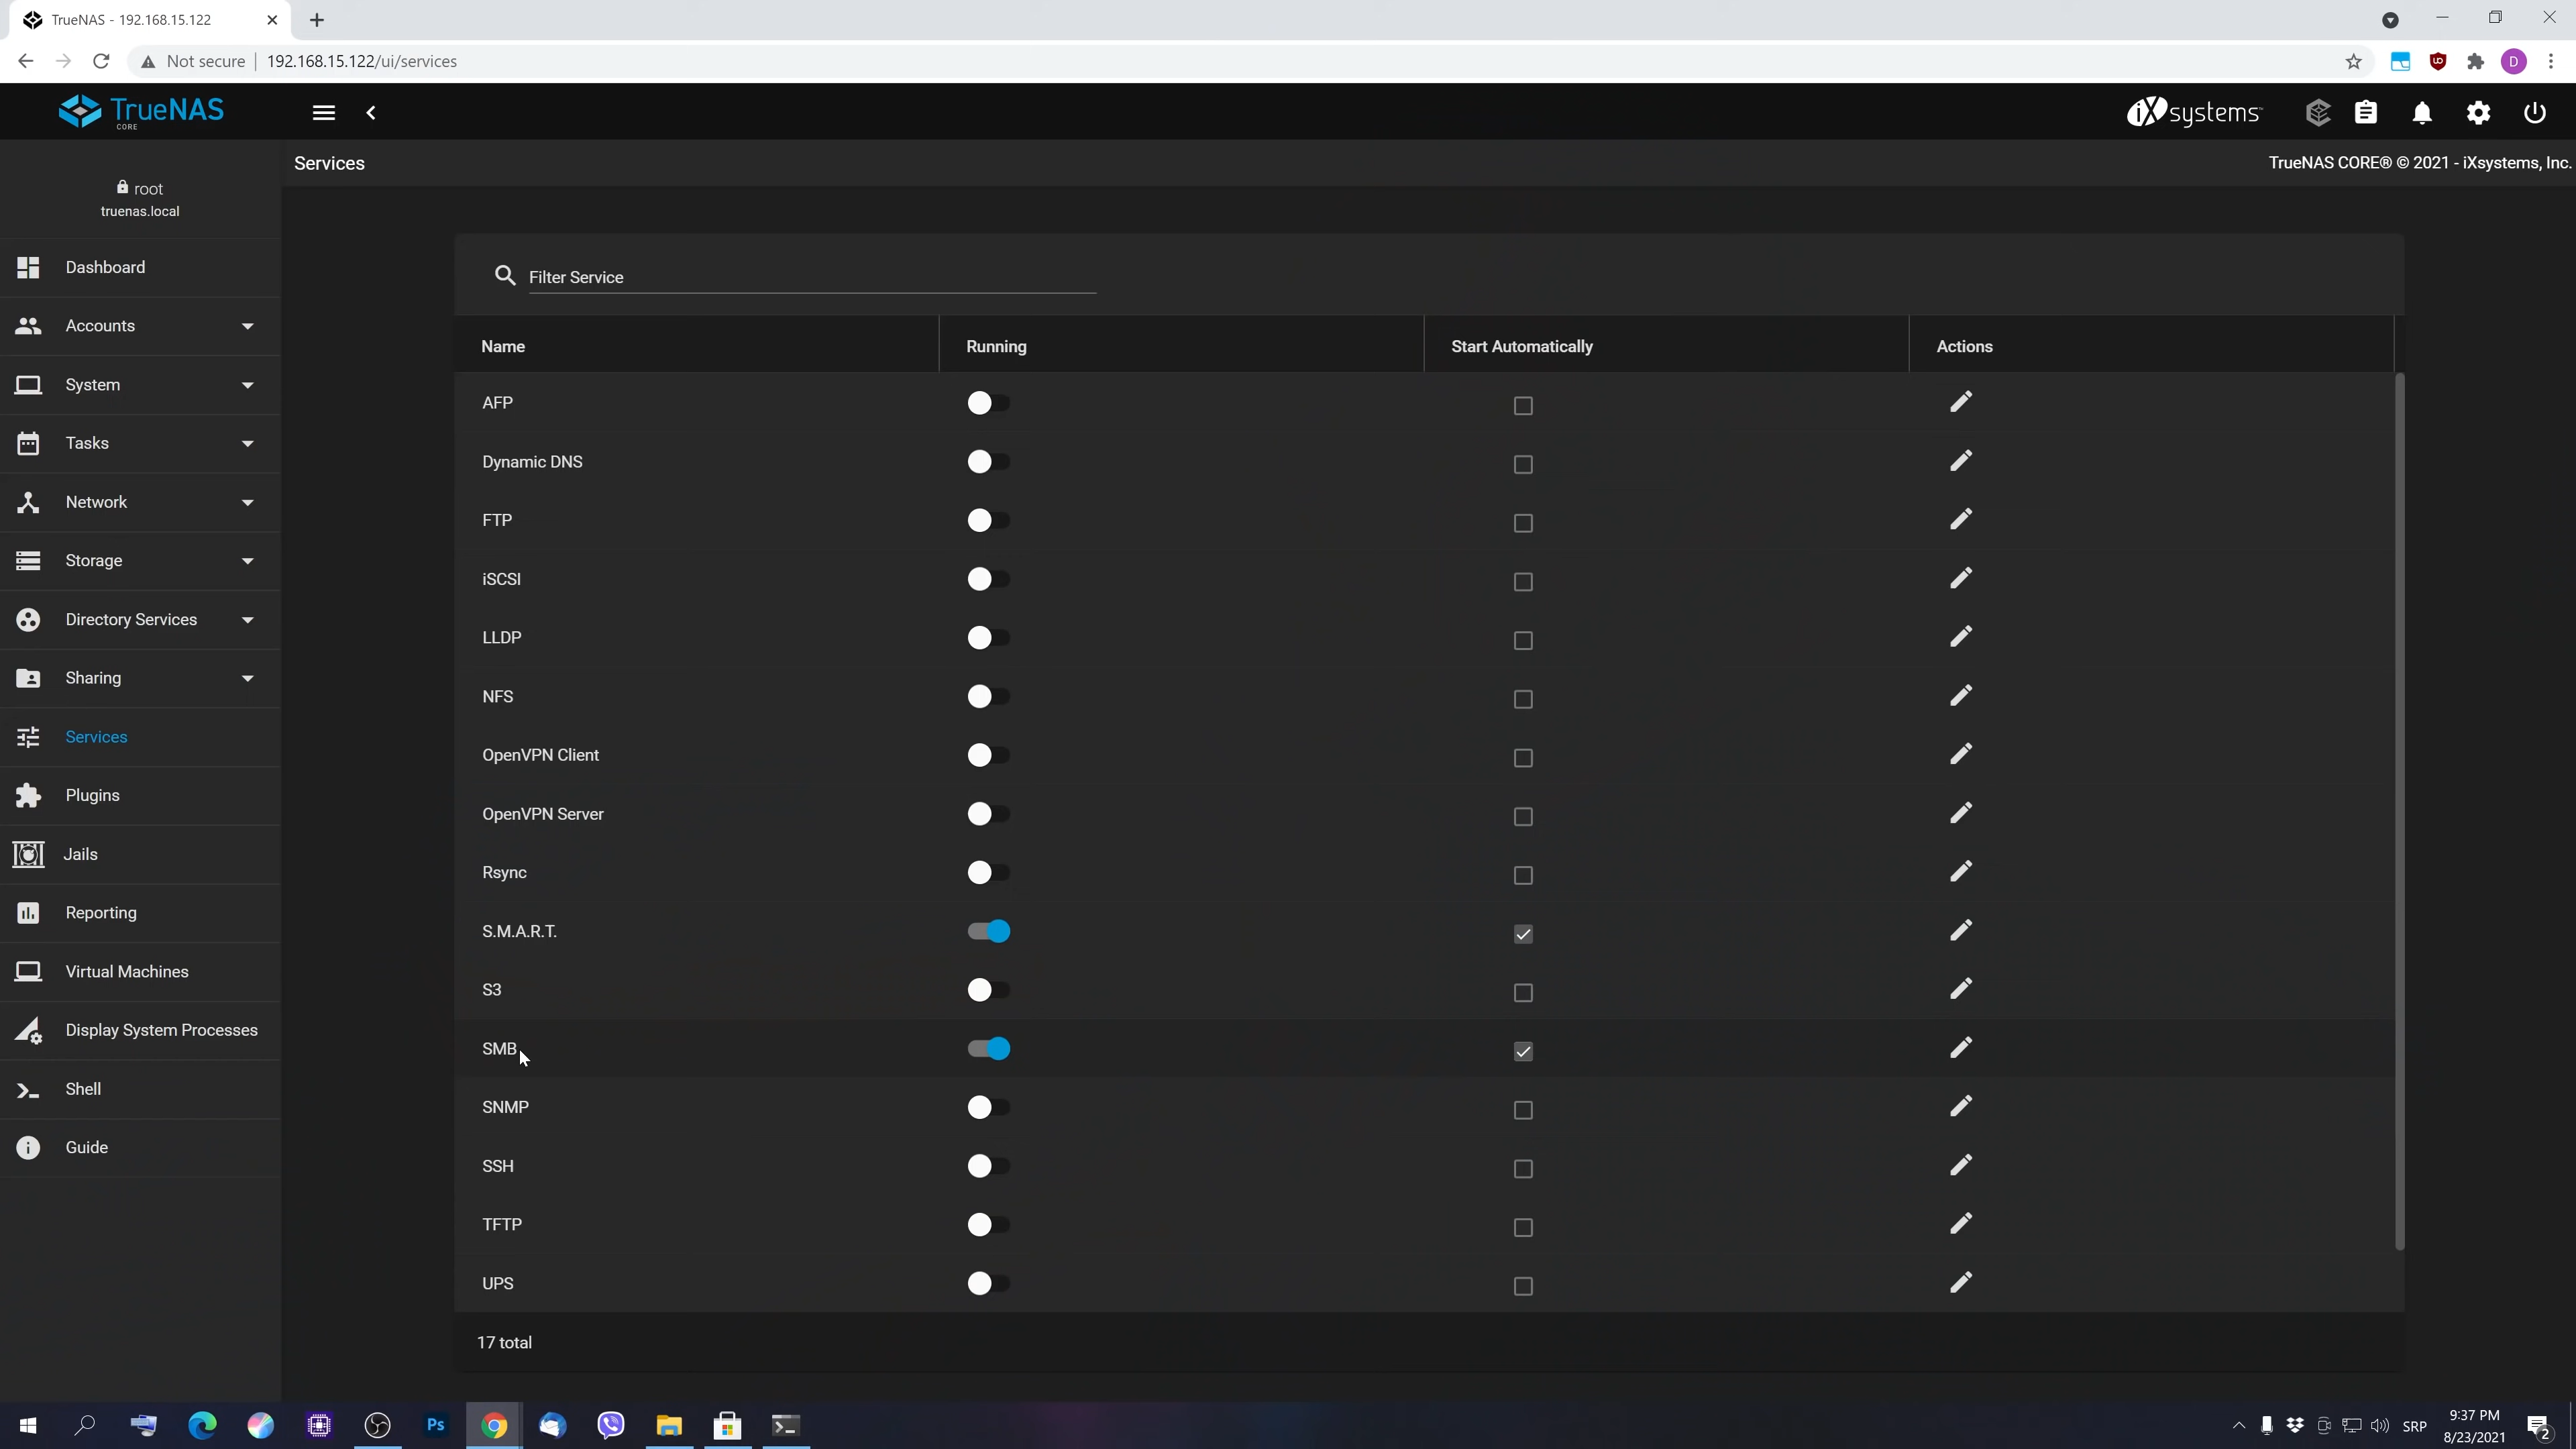 TrueNAS - 192.168.15.122
Not secure
192.168.15.122/ui/services
D
TrueNAS
CORE
iXsystems™
Services
TrueNAS CORE® © 2021 - iXsystems, Inc.
root
truenas.local
Dashboard
Accounts
System
Tasks
Network
Storage
Directory Services
Sharing
Services
Plugins
Jails
Reporting
Virtual Machines
Display System Processes
Shell
Guide
Filter Service
Name Running Start Automatically Actions
AFP
Dynamic DNS
FTP
iSCSI
LLDP
NFS
OpenVPN Client
OpenVPN Server
Rsync
S.M.A.R.T.
S3
SMB
SNMP
SSH
TFTP
UPS
17 total
Ps
SRP
9:37 PM
8/23/2021
2